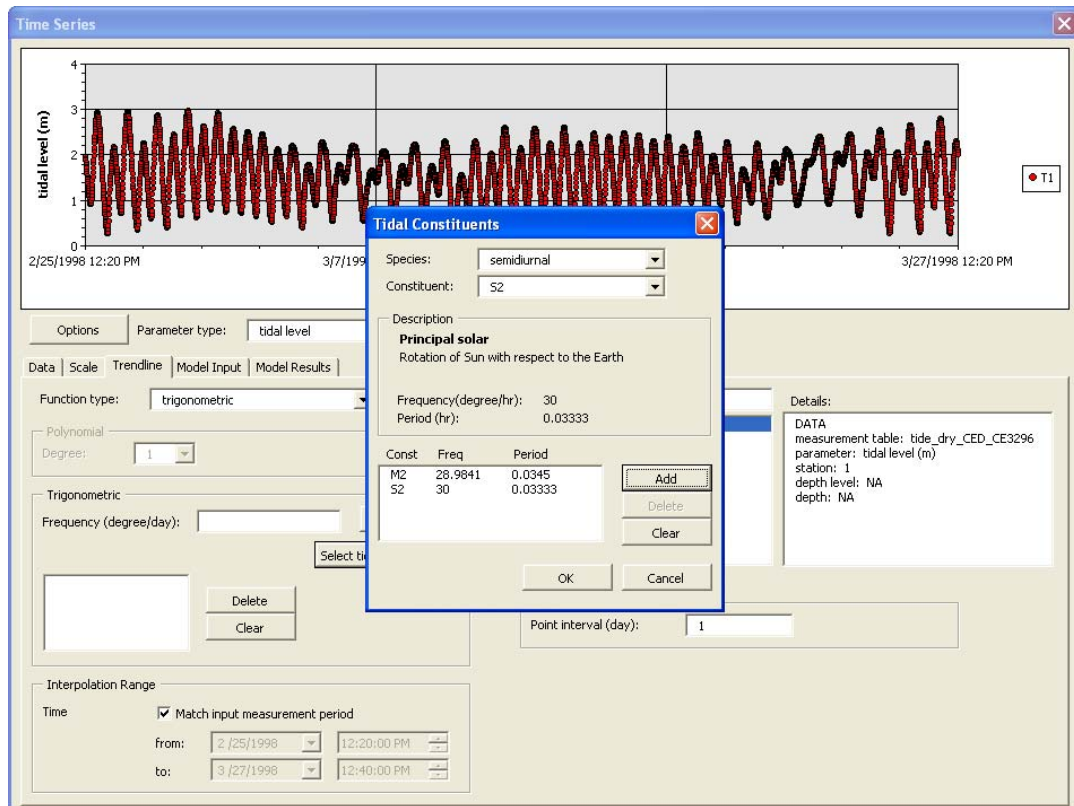 Time Series
tidal level (m)
4
3
2
1
0
2/25/1998 12:20 PM
3/7/199
3/27/1998 12:20 PM
T1
Options
Parameter type:
tidal level
Data
Scale
Trendline
Model Input
Model Results
Function type:
trigonometric
Polynomial
Degree:
1
Trigonometric
Frequency (degree/day):
Select ti
Delete
Clear
Interpolation Range
Time
Match input measurement period
from:
2 /25/1998
12:20:00 PM
to:
3 /27/1998
12:40:00 PM
Tidal Constituents
Species:
semidiurnal
Constituent:
S2
Description
Principal solar
Rotation of Sun with respect to the Earth
Frequency(degree/hr): 30
Period (hr): 0.03333
Const Freq Period
M2 28.9841 0.0345
S2 30 0.03333
Add
Delete
Clear
OK
Cancel
Details:
DATA
measurement table: tide_dry_CED_CE3296
parameter: tidal level (m)
station: 1
depth level: NA
depth: NA
Point interval (day):
1